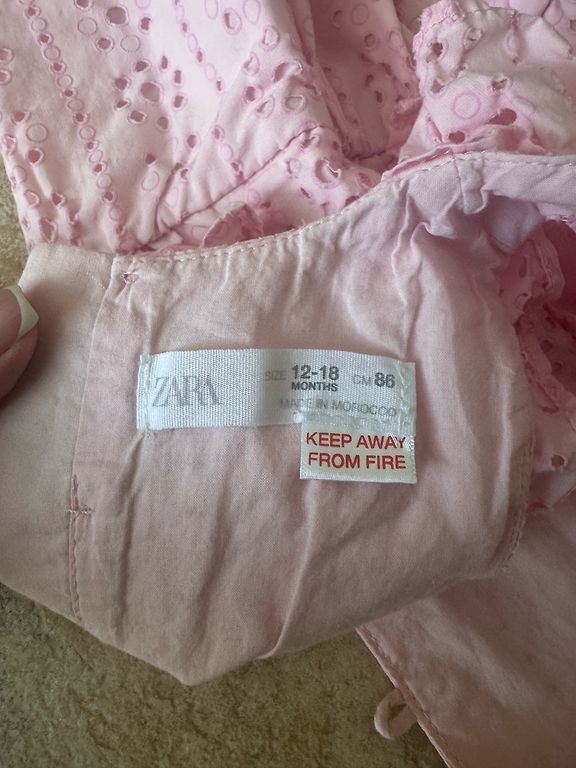 ZARA SIZE 12-18 MONTHS CM 86
MADE IN MOROCCO
KEEP AWAY
FROM FIRE